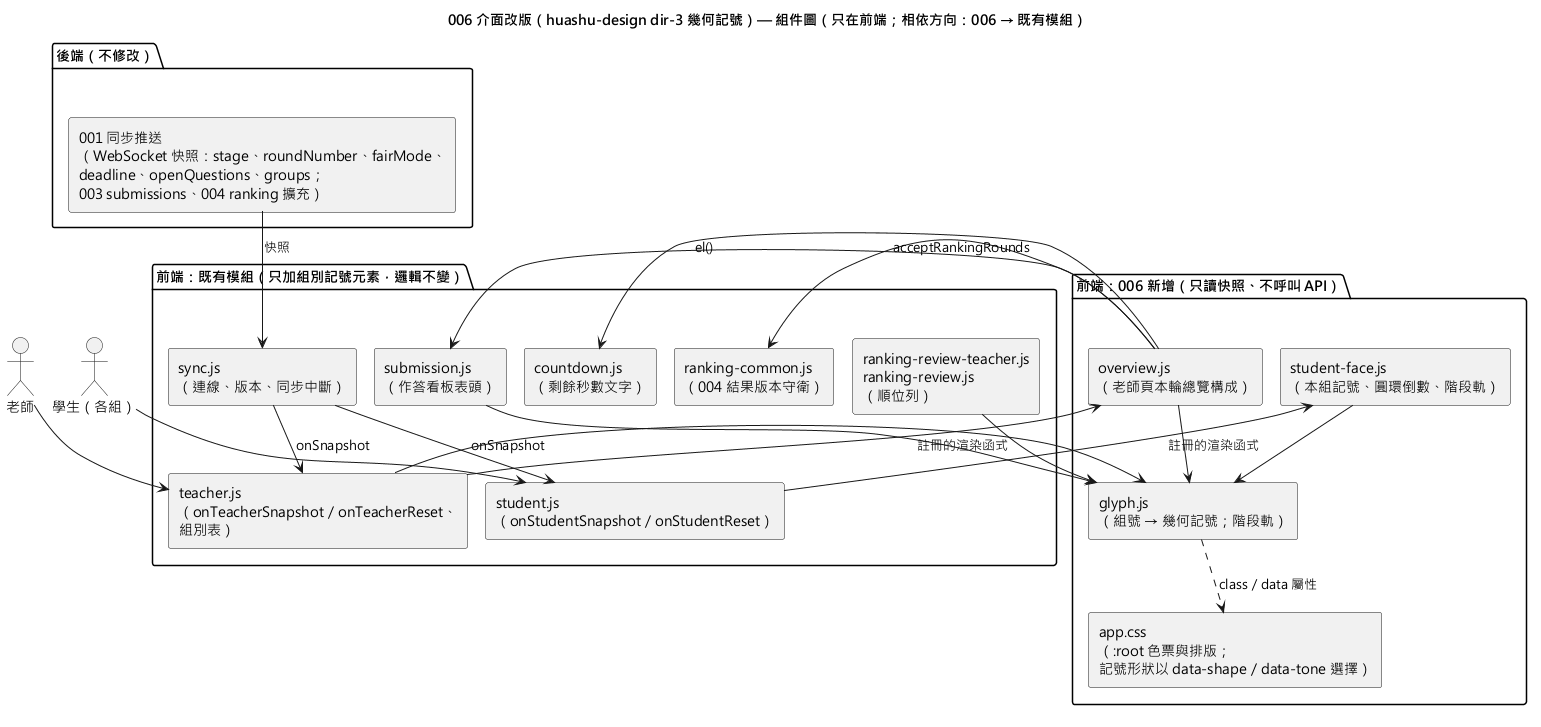 006 介面改版（huashu-design dir-3 幾何記號）— 組件圖（只在前端；相依方向：006 → 既有模組）
後端（不修改）
001 同步推送
（WebSocket 快照：stage、roundNumber、fairMode、
deadline、openQuestions、groups；
003 submissions、004 ranking 擴充）
快照
el()
acceptRankingRounds
前端：既有模組（只加組別記號元素，邏輯不變）
前端：006 新增（只讀快照、不呼叫 API）
老師
學生（各組）
sync.js
（連線、版本、同步中斷）
submission.js
（作答看板表頭）
countdown.js
（剩餘秒數文字）
ranking-common.js
（004 結果版本守衛）
ranking-review-teacher.js
ranking-review.js
（順位列）
overview.js
（老師頁本輪總覽構成）
student-face.js
（本組記號、圓環倒數、階段軌）
onSnapshot
onSnapshot
註冊的渲染函式
註冊的渲染函式
teacher.js
（onTeacherSnapshot / onTeacherReset、
組別表）
student.js
（onStudentSnapshot / onStudentReset）
glyph.js
（組號 → 幾何記號；階段軌）
class / data 屬性
app.css
（:root 色票與排版；
記號形狀以 data-shape / data-tone 選擇）